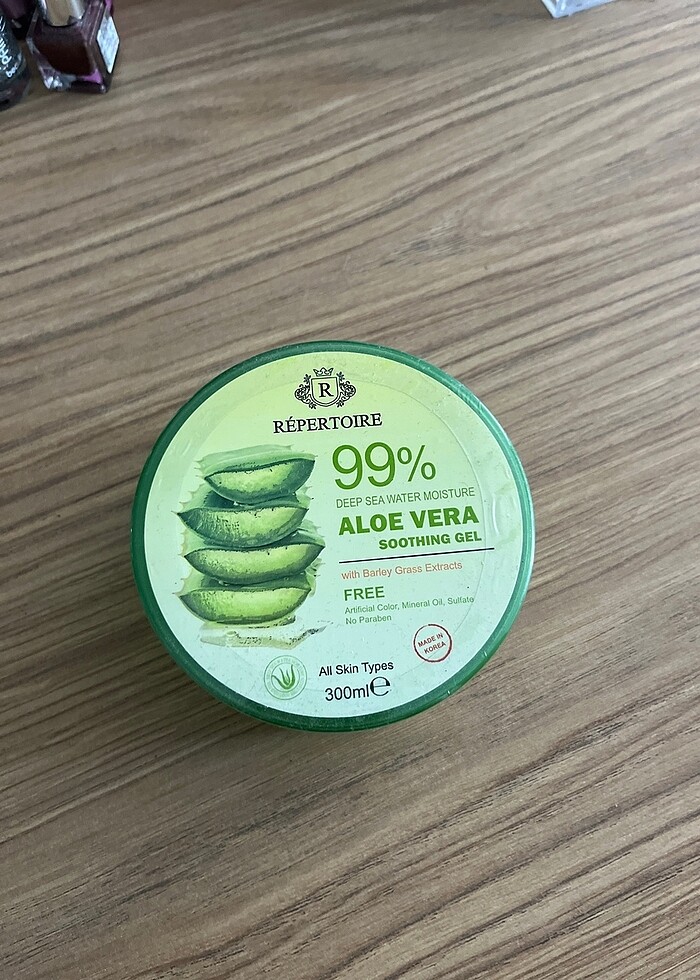 R
RÉPERTOIRE
99%
DEEP SEA WATER MOISTURE
ALOE VERA
SOOTHING GEL
with Barley Grass Extracts
FREE
Artificial Color, Mineral Oil, Sulfate
No Paraben
MADE IN
KOREA
All Skin Types
300ml℮